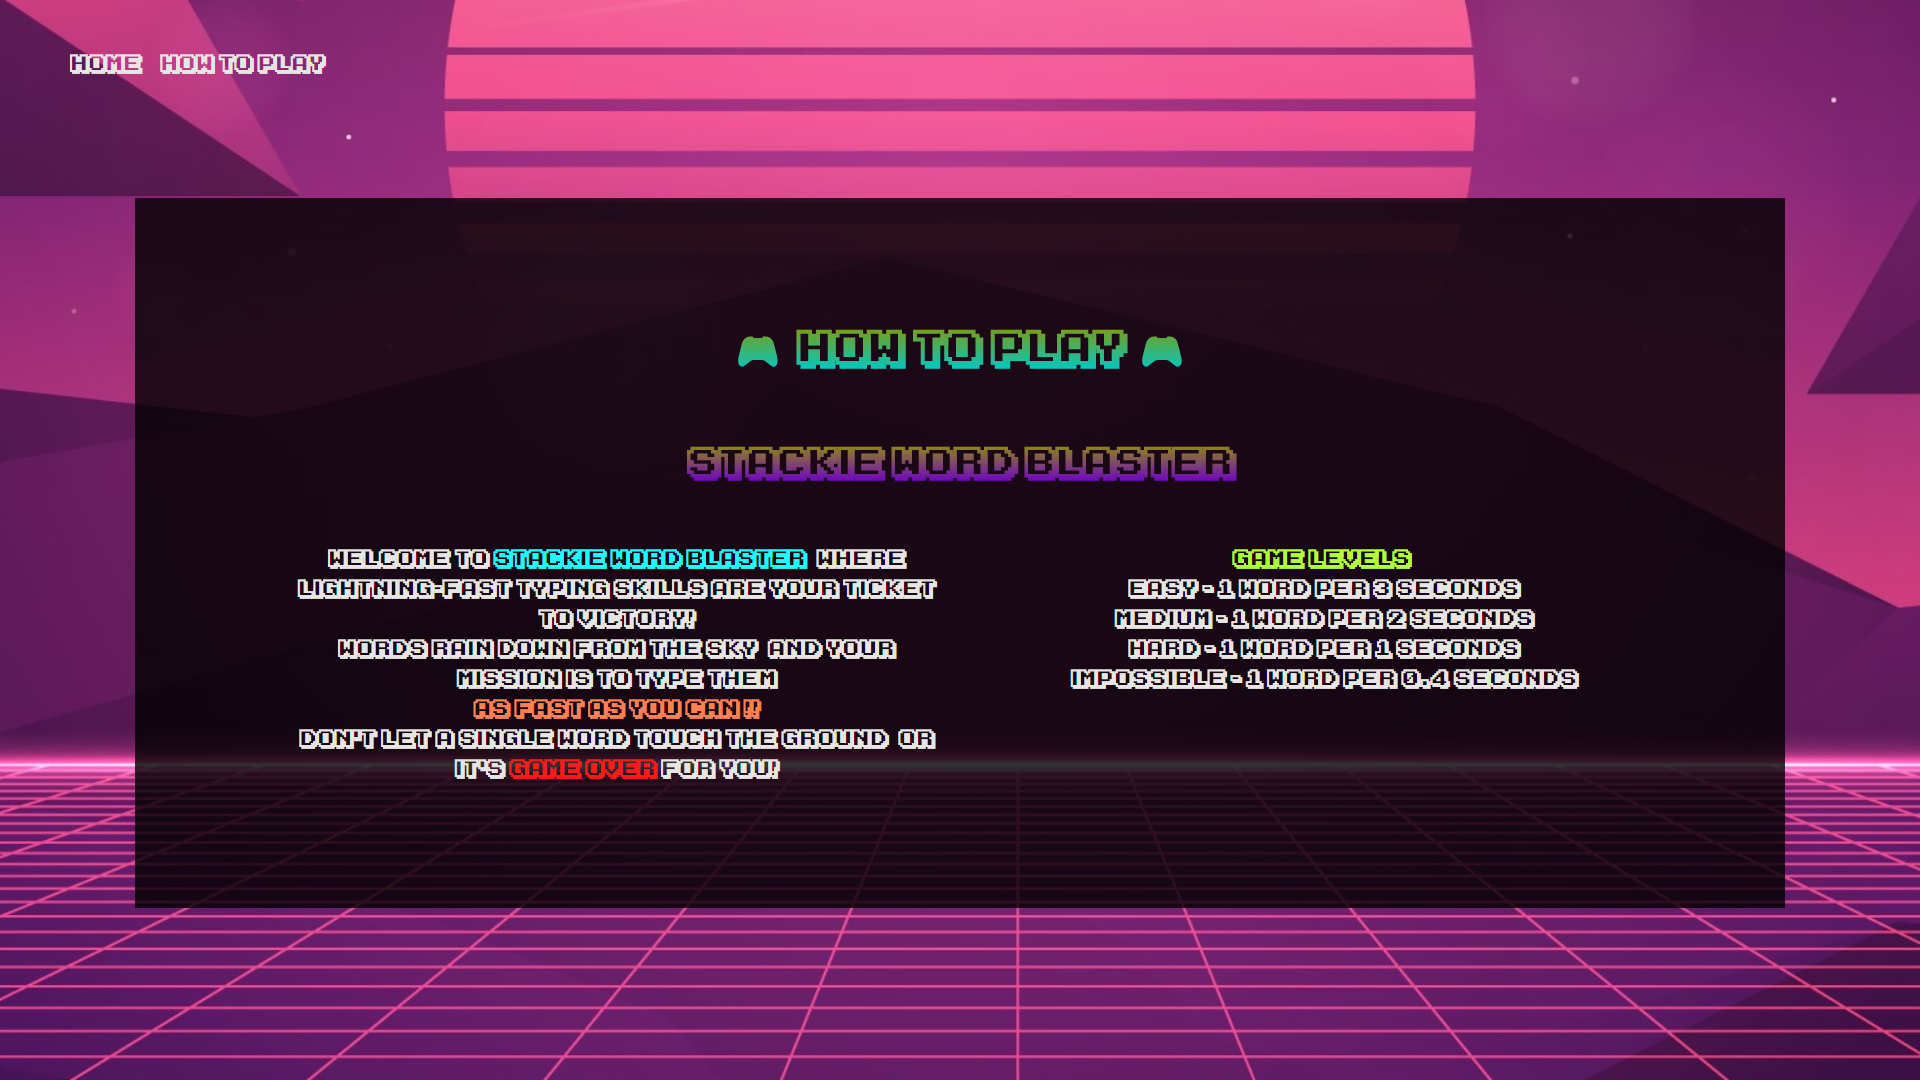 HOME HOW TO PLAY
HOW TO PLAY
STACKIE WORD BLASTER
WELCOME TO STACKIE WORD BLASTER WHERE
LIGHTNING-FAST TYPING SKILLS ARE YOUR TICKET
TO VICTORY!
WORDS RAIN DOWN FROM THE SKY AND YOUR
MISSION IS TO TYPE THEM
AS FAST AS YOU CAN !!
DON'T LET A SINGLE WORD TOUCH THE GROUND OR
IT'S GAME OVER FOR YOU!
GAME LEVELS
EASY - 1 WORD PER 3 SECONDS
MEDIUM - 1 WORD PER 2 SECONDS
HARD - 1 WORD PER 1 SECONDS
IMPOSSIBLE - 1 WORD PER 0.4 SECONDS